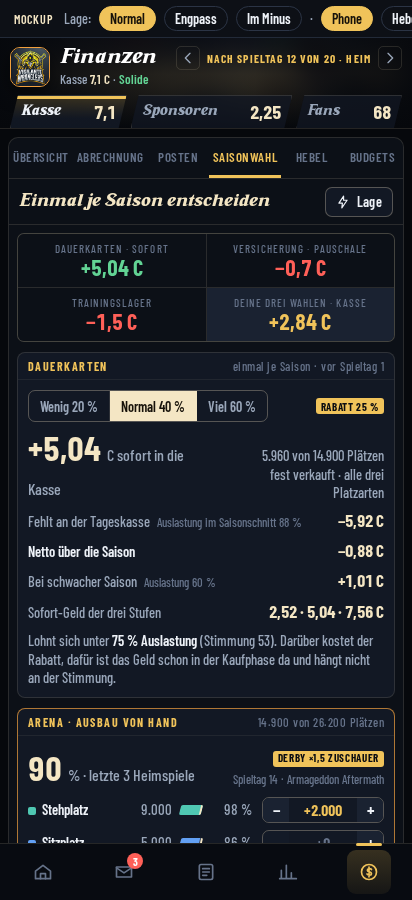 MOCKUP Lage: Normal Engpass Im Minus · Phone
Finanzen
NACH SPIELTAG 12 VON 20 · HEIM
Kasse 7,1 C · Solide
Kasse 7,1 Sponsoren 2,25 Fans 68
ÜBERSICHT ABRECHNUNG POSTEN SAISONWAHL HEBEL BUDGETS
Einmal je Saison entscheiden Lage
DAUERKARTEN · SOFORT
+5,04 C
VERSICHERUNG · PAUSCHALE
−0,7 C
TRAININGSLAGER
−1,5 C
DEINE DREI WAHLEN · KASSE
+2,84 C
DAUERKARTEN einmal je Saison · vor Spieltag 1
Wenig 20 % Normal 40 % Viel 60 % RABATT 25 %
+5,04 C sofort in die Kasse
5.960 von 14.900 Plätzen
fest verkauft · alle drei
Platzarten
Fehlt an der Tageskasse Auslastung im Saisonschnitt 88 % −5,92 C
Netto über die Saison −0,88 C
Bei schwacher Saison Auslastung 60 % +1,01 C
Sofort-Geld der drei Stufen 2,52 · 5,04 · 7,56 C
Lohnt sich unter 75 % Auslastung (Stimmung 53). Darüber kostet der
Rabatt, dafür ist das Geld schon in der Kaufphase da und hängt nicht
an der Stimmung.
ARENA · AUSBAU VON HAND 14.900 von 26.200 Plätzen
90 % · letzte 3 Heimspiele
DERBY ×1,5 ZUSCHAUER
Spieltag 14 · Armageddon Aftermath
Stehplatz 9.000 98 % − +2.000 +
Sitzplatz 5.000 86 %
3